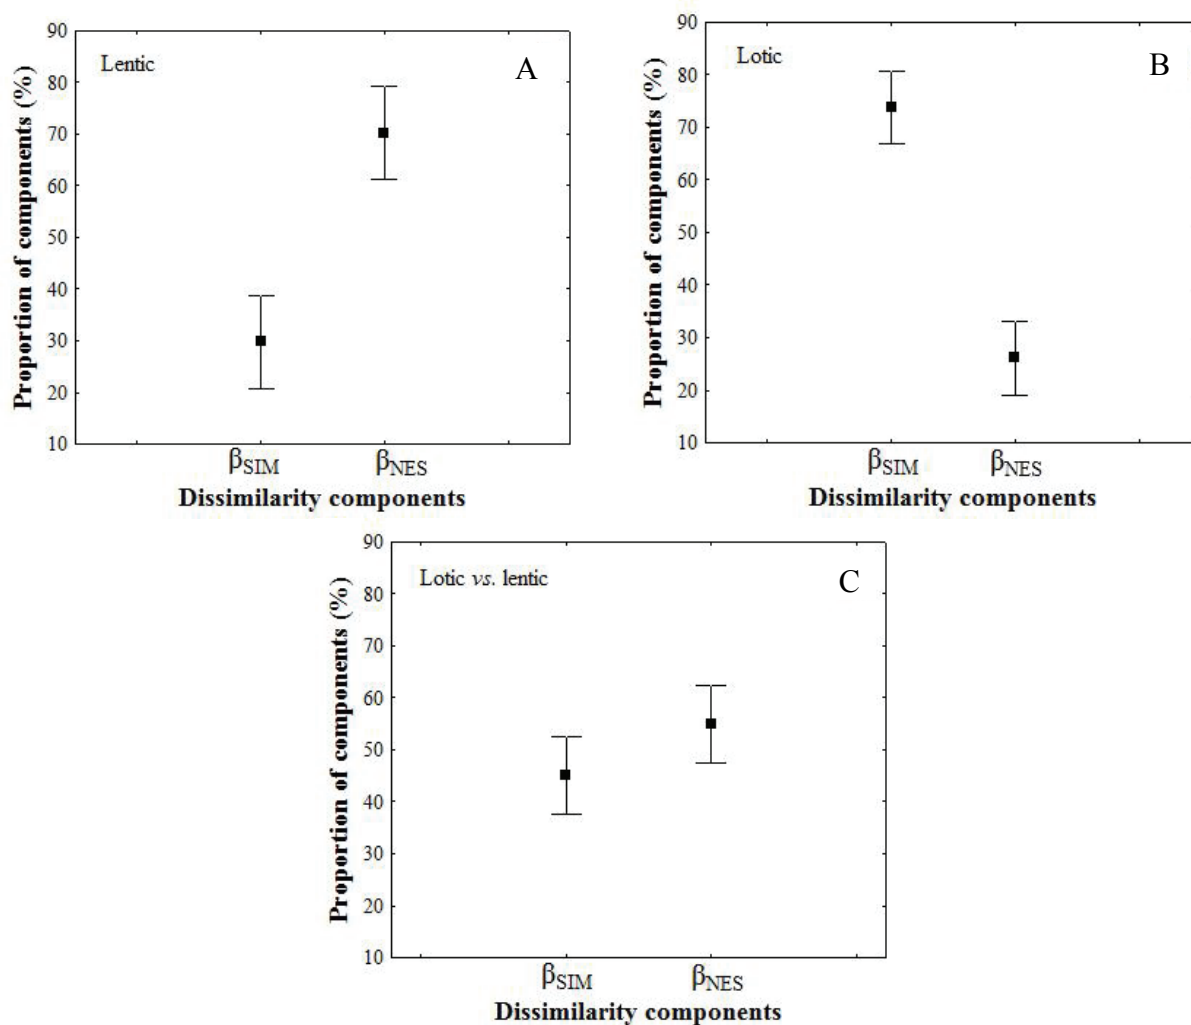 Lentic
A
Proportion of components (%)
90
80
70
60
50
40
30
20
10
βSIM
βNES
Dissimilarity components
Lotic
B
Proportion of components (%)
90
80
70
60
50
40
30
20
10
βSIM
βNES
Dissimilarity components
Lotic vs. lentic
C
Proportion of components (%)
90
80
70
60
50
40
30
20
10
βSIM
βNES
Dissimilarity components